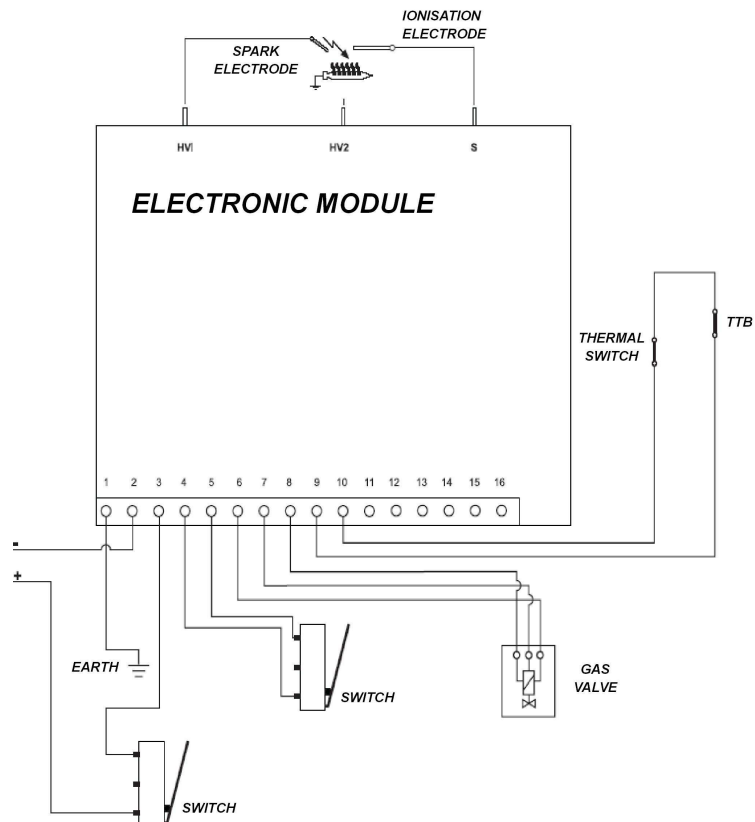 IONISATION
ELECTRODE
SPARK
ELECTRODE
HVI
HV2
S
ELECTRONIC MODULE
TTB
THERMAL
SWITCH
1 2 3 4 5 6 7 8 9 10 11 12 13 14 15 16
-
+
EARTH
SWITCH
GAS
VALVE
SWITCH